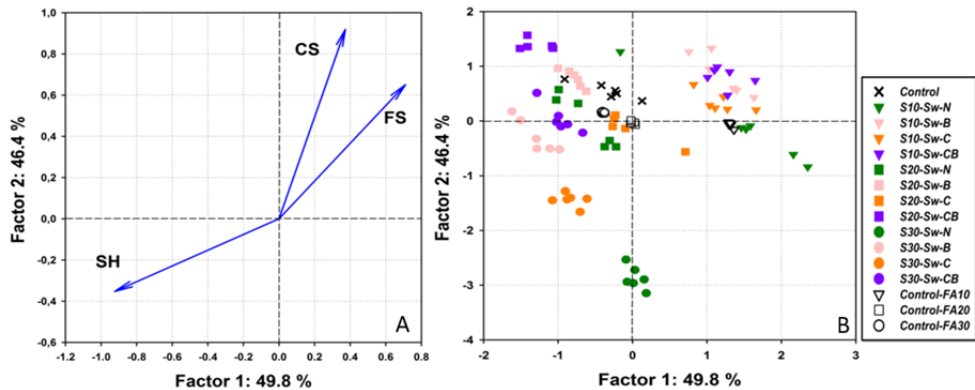 1,0
0,8
0,6
0,4
0,2
0,0
-0,2
-0,4
-0,6
-1.2 -1.0 -0.8 -0.6 -0.4 -0.2 0.0 0.2 0.4 0.6 0.8
Factor 2: 46.4 %
Factor 1: 49.8 %
CS
FS
SH
A
2
1
0
-1
-2
-3
-4
-2 -1 0 1 2 3
Factor 2: 46.4 %
Factor 1: 49.8 %
B
Control
S10-Sw-N
S10-Sw-B
S10-Sw-C
S10-Sw-CB
S20-Sw-N
S20-Sw-B
S20-Sw-C
S20-Sw-CB
S30-Sw-N
S30-Sw-B
S30-Sw-C
S30-Sw-CB
Control-FA10
Control-FA20
Control-FA30